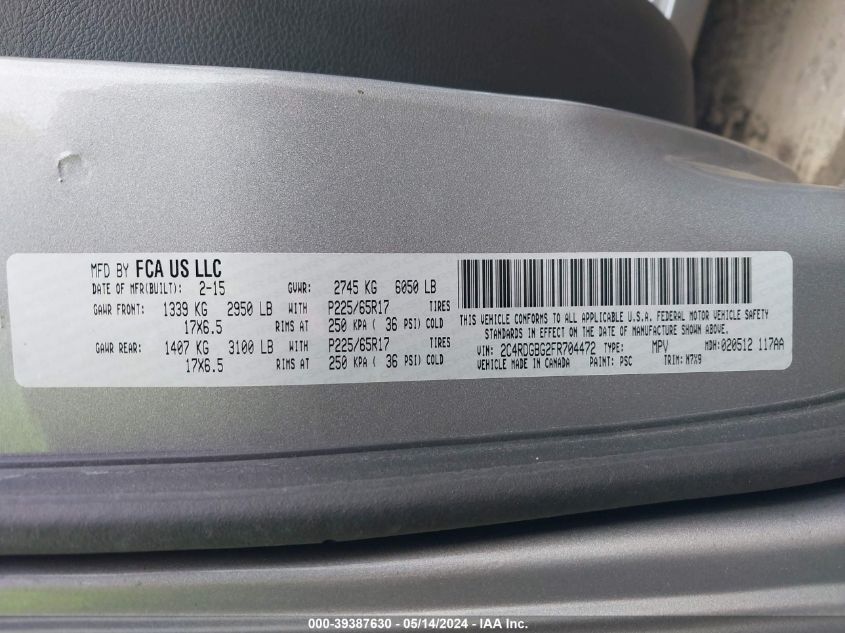 MFD BY FCA US LLC
DATE OF MFR(BUILT): 2-15 GVWR: 2745 KG 6050 LB
GAWR FRONT: 1339 KG 2950 LB WITH P225/65R17 TIRES
17X6.5 RIMS AT 250 KPA ( 36 PSI) COLD
GAWR REAR: 1407 KG 3100 LB WITH P225/65R17 TIRES
17X6.5 RIMS AT 250 KPA ( 36 PSI) COLD
THIS VEHICLE CONFORMS TO ALL APPLICABLE U.S.A. FEDERAL MOTOR VEHICLE SAFETY
STANDARDS IN EFFECT ON THE DATE OF MANUFACTURE SHOWN ABOVE.
VIN: 2C4RDGBG2FR704472 TYPE: MPV MDH:020512 117AA
VEHICLE MADE IN CANADA PAINT: PSC TRIM: M7X9
000-39387630 - 05/14/2024 - IAA Inc.